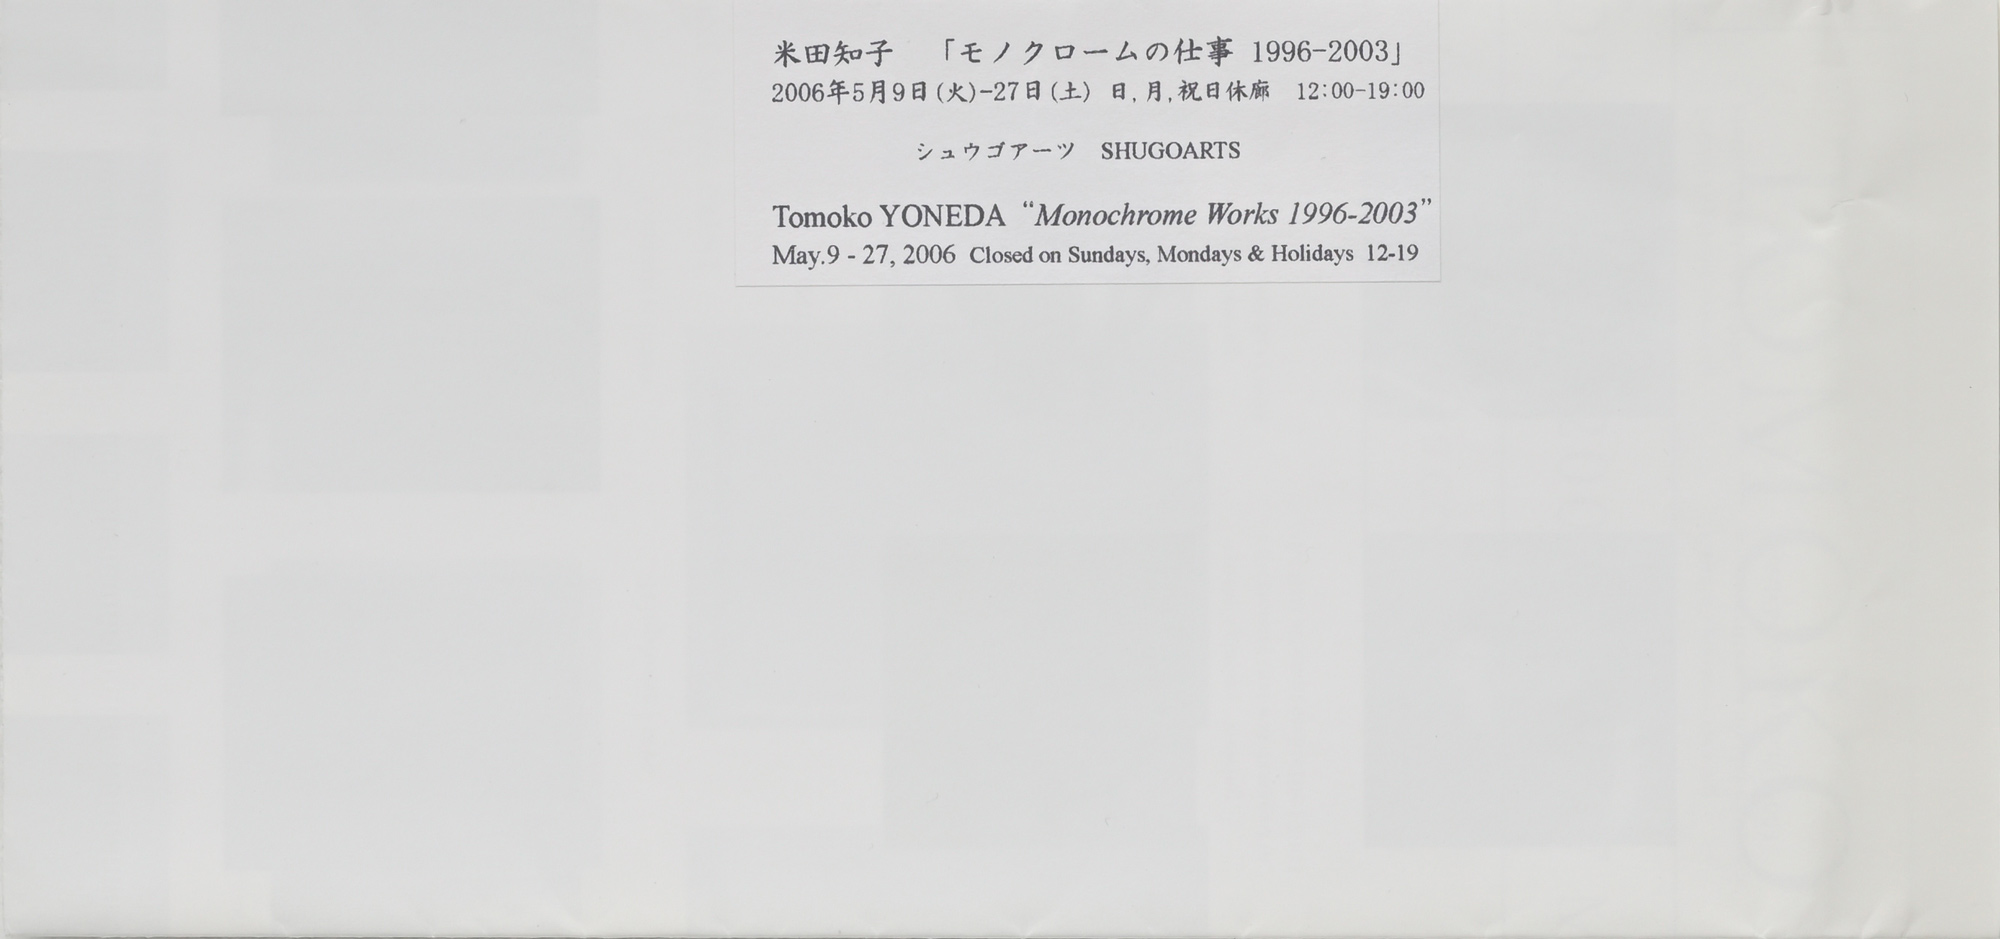 米田知子　「モノクロームの仕事 1996-2003」
2006年5月9日(火)-27日(土) 日,月,祝日休廊　12:00-19:00
シュウゴアーツ　SHUGOARTS
Tomoko YONEDA “Monochrome Works 1996-2003”
May.9 - 27, 2006 Closed on Sundays, Mondays & Holidays 12-19